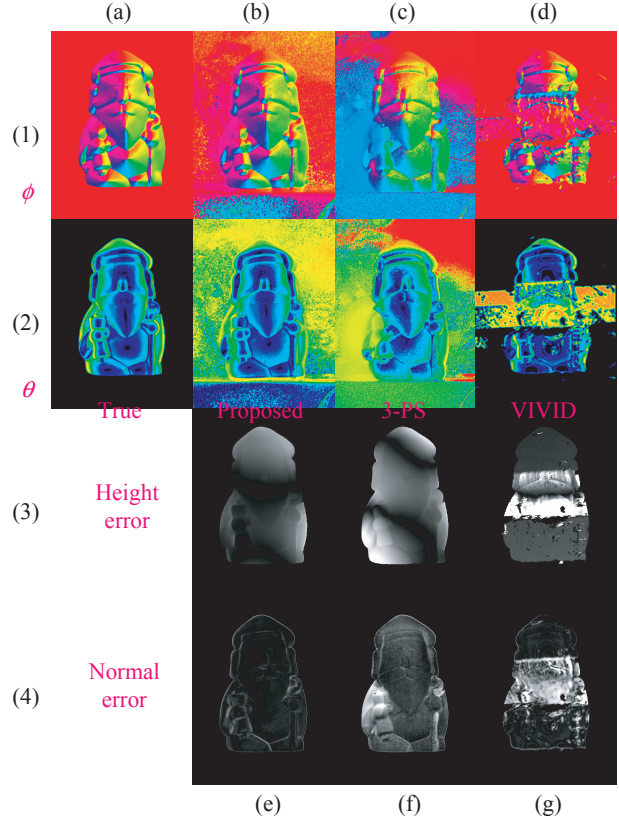 (a) (b) (c) (d)
(1)
ϕ
(2)
θ
True Proposed 3-PS VIVID
(3)
Height
error
(4)
Normal
error
(e) (f) (g)